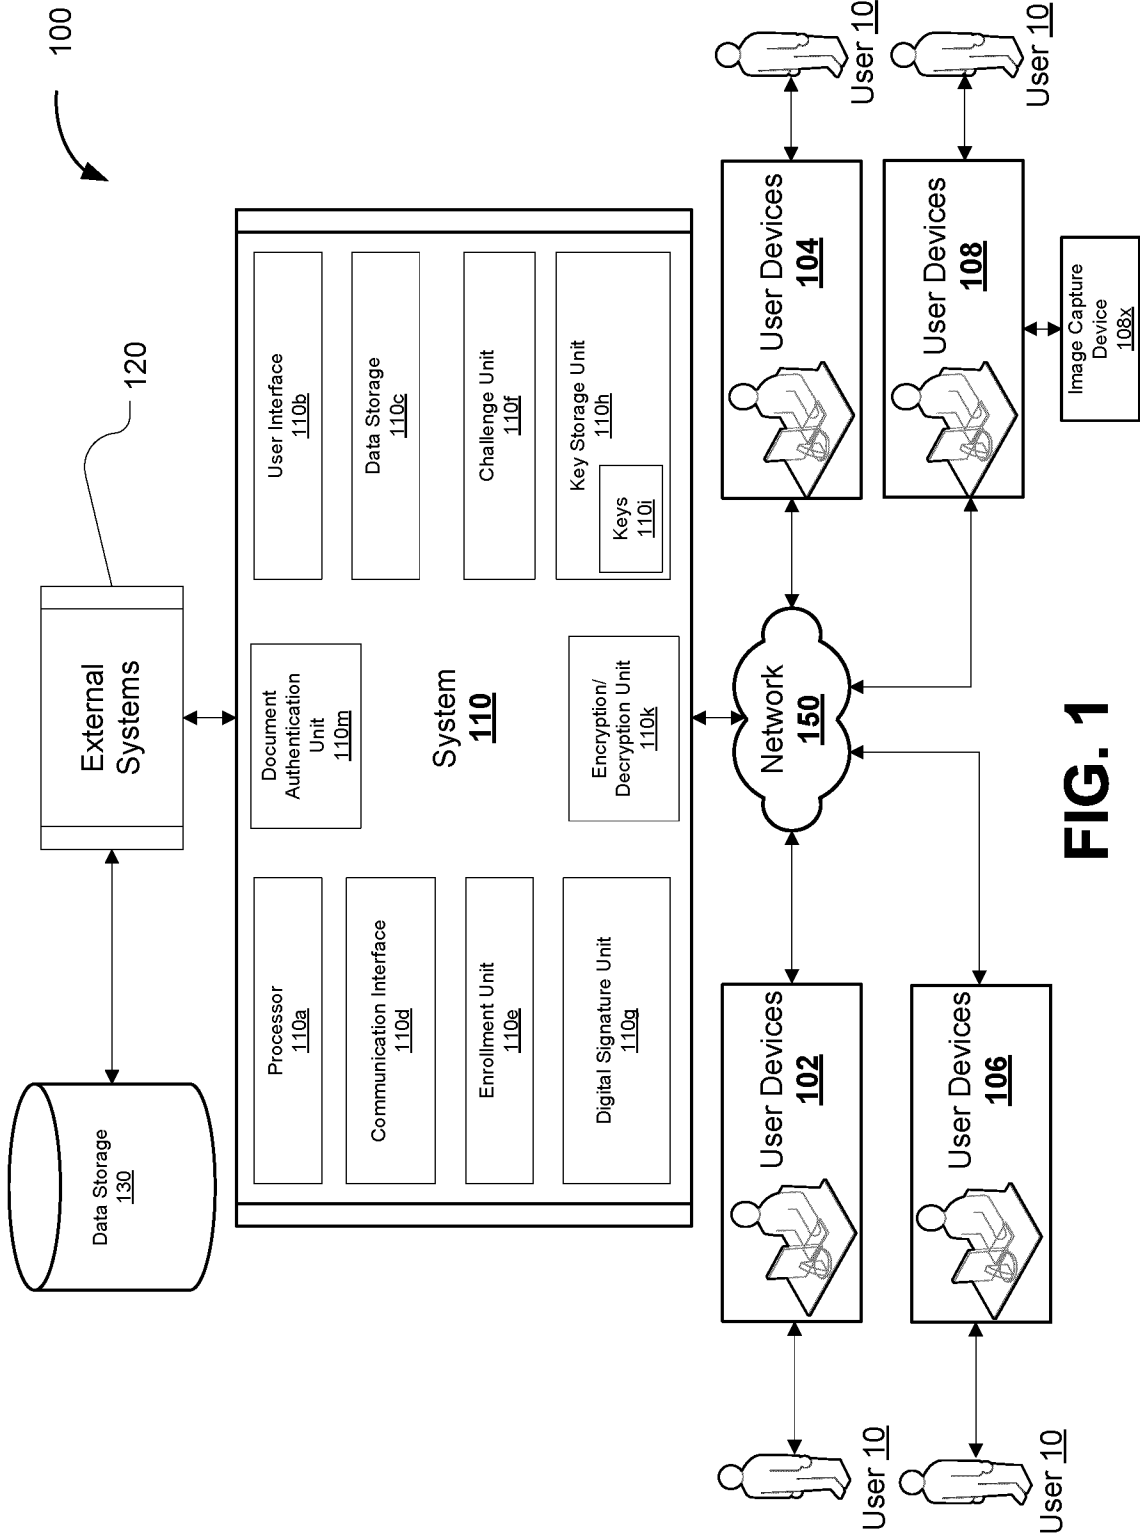 100
120
External
Systems
Data Storage
130
Processor
110a
Document
Authentication
Unit
110m
User Interface
110b
Communication Interface
110d
Data Storage
110c
System
110
Enrollment Unit
110e
Challenge Unit
110f
Digital Signature Unit
110g
Encryption/
Decryption Unit
110k
Key Storage Unit
110h
Keys
110i
User 10
User Devices
102
Network
150
User Devices
104
User 10
User 10
User Devices
106
User Devices
108
User 10
Image Capture
Device
108x
FIG. 1